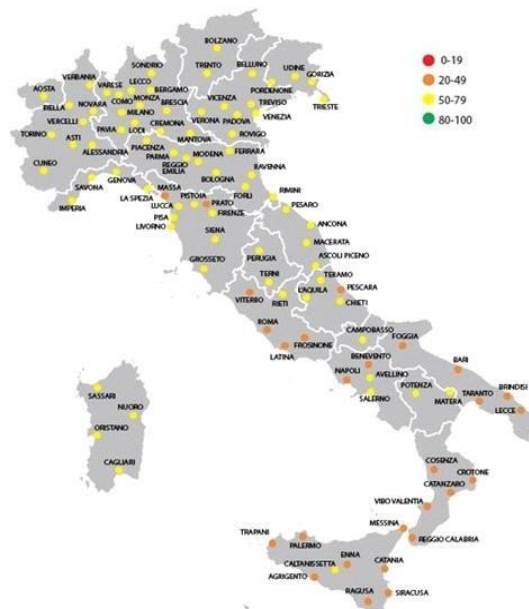 BOLZANO
0-19
20-49
50-79
80-100
SONDRIO
TRENTO
BELLUNO
UDINE
GORIZIA
VERBANIA
LECCO
PORDENONE
AOSTA
VARESE
BERGAMO
COMO
MONZA
BIELLA
NOVARA
BRESCIA
VICENZA
TREVISO
TRIESTE
MILANO
VERCELLI
VERONA
PADOVA
VENEZIA
TORINO
PAVIA
LODI
CREMONA
ASTI
MANTOVA
ROVIGO
ALESSANDRIA
PIACENZA
PARMA
MODENA
FERRARA
CUNEO
REGGIO
EMILIA
RAVENNA
GENOVA
BOLOGNA
SAVONA
MASSA
FORLI
RIMINI
LA SPEZIA
PISTOIA
PRATO
IMPERIA
LUCCA
PESARO
PISA
FIRENZE
LIVORNO
ANCONA
SIENA
MACERATA
ASCOLI PICENO
GROSSETO
PERUGIA
TERNI
TERAMO
L'AQUILA
PESCARA
VITERBO
RIETI
CHIETI
ROMA
CAMPOBASSO
FOGGIA
FROSINONE
LATINA
BENEVENTO
BARI
NAPOLI
AVELLINO
SASSARI
POTENZA
BRINDISI
MATERA
TARANTO
SALERNO
LECCE
NUORO
ORISTANO
COSENZA
CROTONE
CAGLIARI
CATANZARO
VIBO VALENTIA
MESSINA
TRAPANI
PALERMO
REGGIO CALABRIA
ENNA
CATANIA
CALTANISSETTA
AGRIGENTO
RAGUSA
SIRACUSA